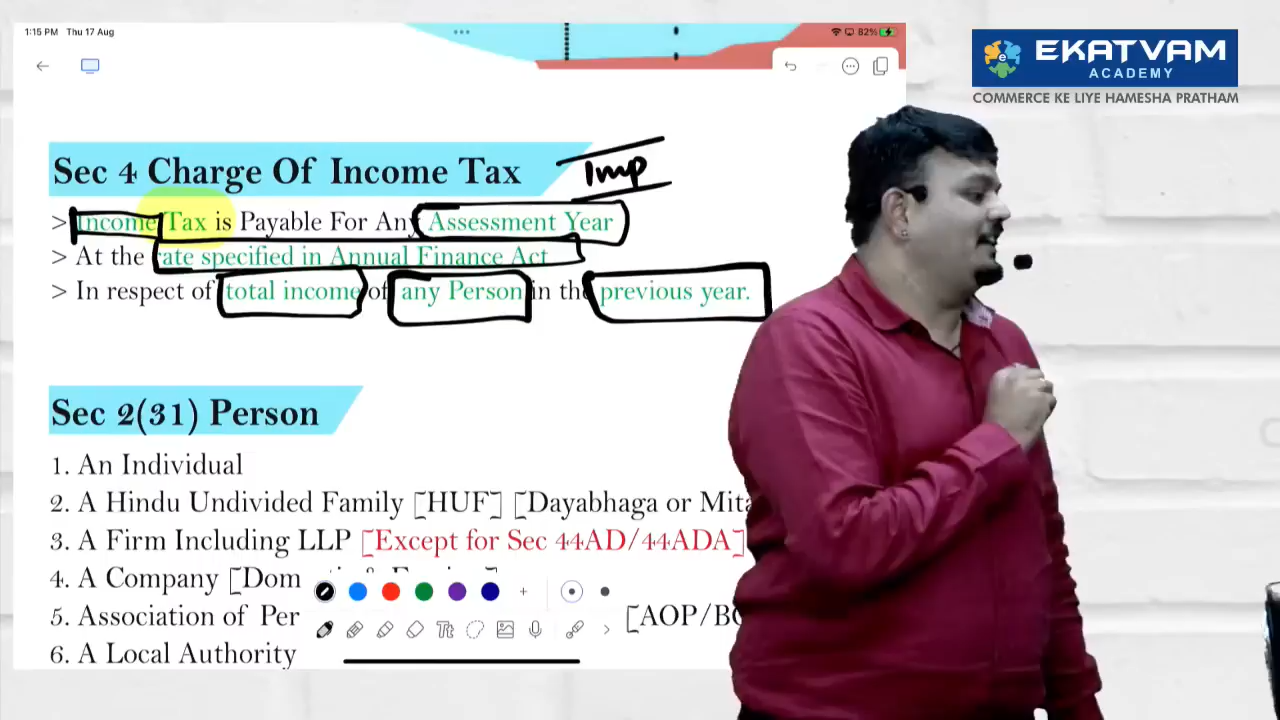 1:15 PM Thu 17 Aug
82%
EKATVAM
ACADEMY
COMMERCE KE LIYE HAMESHA PRATHAM
Sec 4 Charge Of Income Tax
Imp
> Income Tax is Payable For Any Assessment Year
> At the rate specified in Annual Finance Act
> In respect of total income of any Person in the previous year.
Sec 2(31) Person
1. An Individual
2. A Hindu Undivided Family [HUF] [Dayabhaga or
3. A Firm Including LLP [Except for Sec 44AD/44ADA]
4. A Company
5. Association of [AOP/
6. A Local Authority
Tt